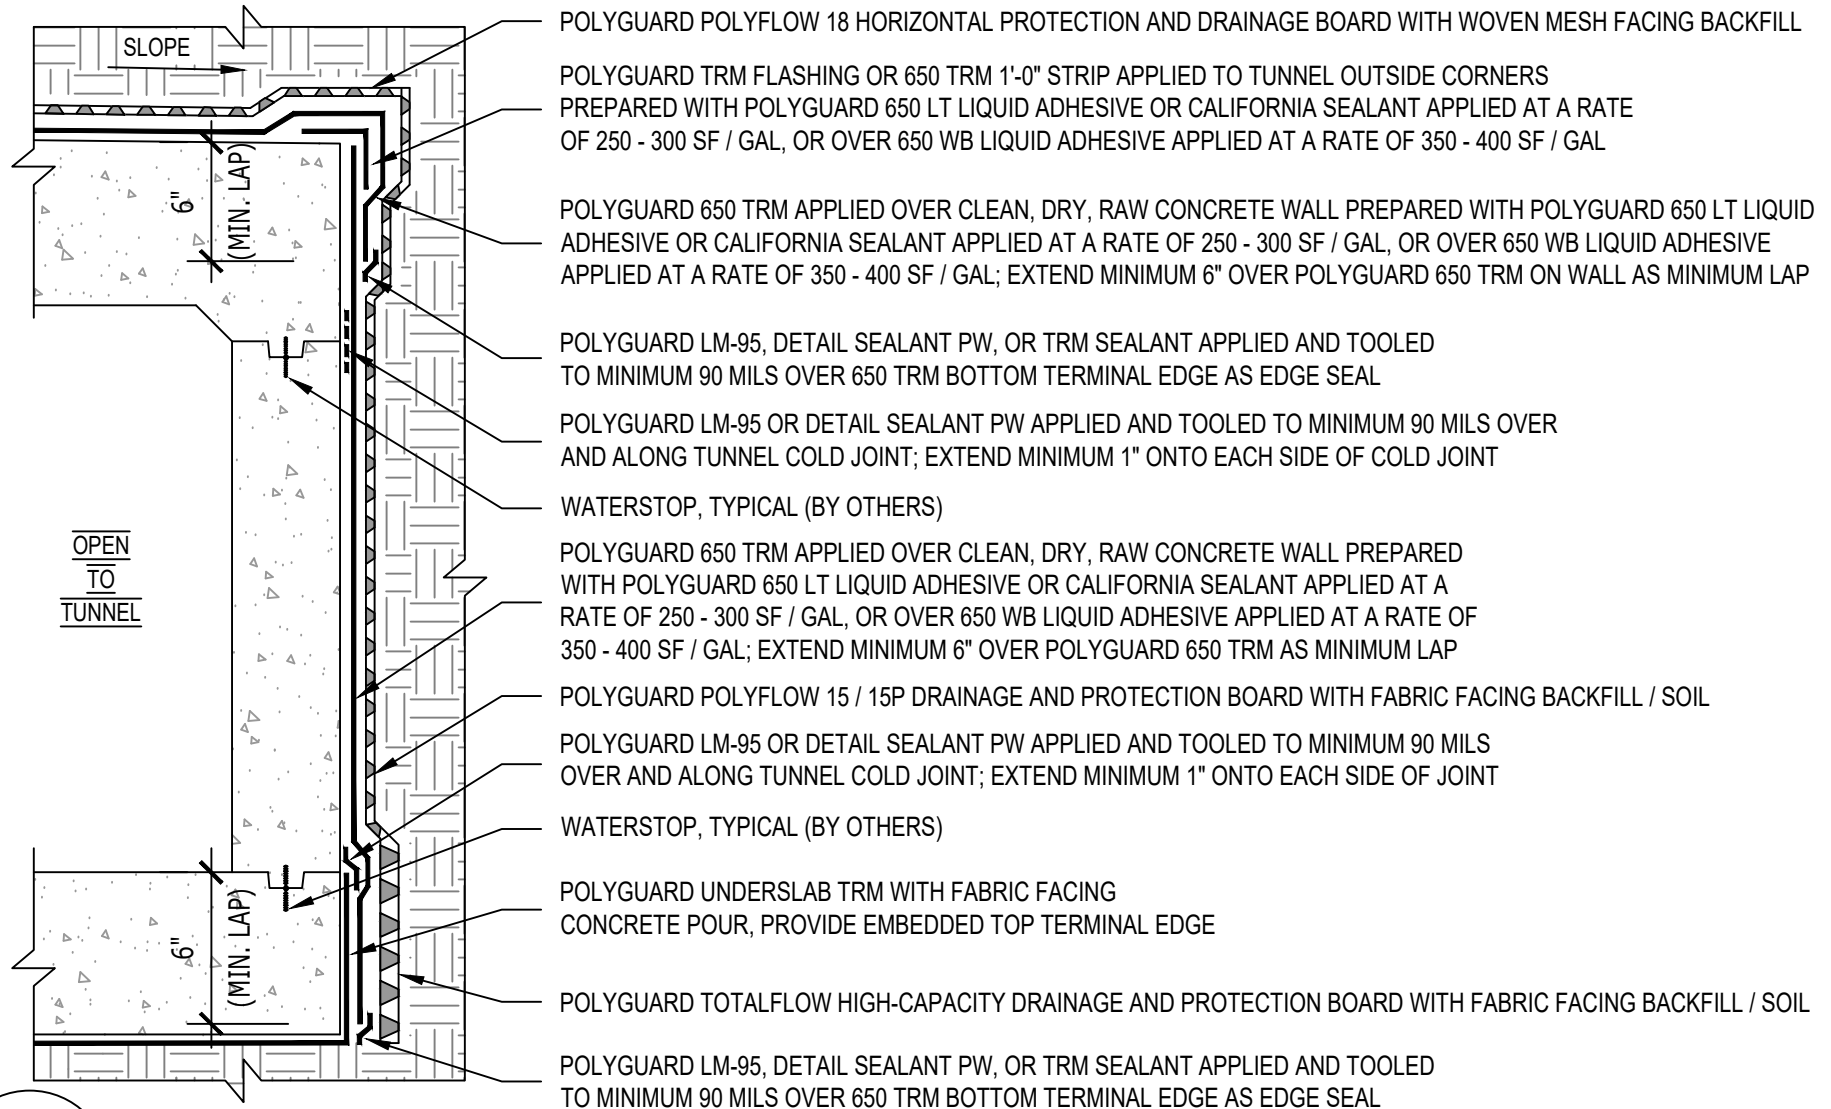 POLYGUARD POLYFLOW 18 HORIZONTAL PROTECTION AND DRAINAGE BOARD WITH WOVEN MESH FACING BACKFILL
SLOPE
POLYGUARD TRM FLASHING OR 650 TRM 1'-0" STRIP APPLIED TO TUNNEL OUTSIDE CORNERS
PREPARED WITH POLYGUARD 650 LT LIQUID ADHESIVE OR CALIFORNIA SEALANT APPLIED AT A RATE
OF 250 - 300 SF / GAL, OR OVER 650 WB LIQUID ADHESIVE APPLIED AT A RATE OF 350 - 400 SF / GAL
6"
(MIN. LAP)
POLYGUARD 650 TRM APPLIED OVER CLEAN, DRY, RAW CONCRETE WALL PREPARED WITH POLYGUARD 650 LT LIQUID
ADHESIVE OR CALIFORNIA SEALANT APPLIED AT A RATE OF 250 - 300 SF / GAL, OR OVER 650 WB LIQUID ADHESIVE
APPLIED AT A RATE OF 350 - 400 SF / GAL; EXTEND MINIMUM 6" OVER POLYGUARD 650 TRM ON WALL AS MINIMUM LAP
POLYGUARD LM-95, DETAIL SEALANT PW, OR TRM SEALANT APPLIED AND TOOLED
TO MINIMUM 90 MILS OVER 650 TRM BOTTOM TERMINAL EDGE AS EDGE SEAL
POLYGUARD LM-95 OR DETAIL SEALANT PW APPLIED AND TOOLED TO MINIMUM 90 MILS OVER
AND ALONG TUNNEL COLD JOINT; EXTEND MINIMUM 1" ONTO EACH SIDE OF COLD JOINT
WATERSTOP, TYPICAL (BY OTHERS)
OPEN
TO
TUNNEL
POLYGUARD 650 TRM APPLIED OVER CLEAN, DRY, RAW CONCRETE WALL PREPARED
WITH POLYGUARD 650 LT LIQUID ADHESIVE OR CALIFORNIA SEALANT APPLIED AT A
RATE OF 250 - 300 SF / GAL, OR OVER 650 WB LIQUID ADHESIVE APPLIED AT A RATE OF
350 - 400 SF / GAL; EXTEND MINIMUM 6" OVER POLYGUARD 650 TRM AS MINIMUM LAP
POLYGUARD POLYFLOW 15 / 15P DRAINAGE AND PROTECTION BOARD WITH FABRIC FACING BACKFILL / SOIL
POLYGUARD LM-95 OR DETAIL SEALANT PW APPLIED AND TOOLED TO MINIMUM 90 MILS
OVER AND ALONG TUNNEL COLD JOINT; EXTEND MINIMUM 1" ONTO EACH SIDE OF JOINT
WATERSTOP, TYPICAL (BY OTHERS)
6"
(MIN. LAP)
POLYGUARD UNDERSLAB TRM WITH FABRIC FACING
CONCRETE POUR, PROVIDE EMBEDDED TOP TERMINAL EDGE
POLYGUARD TOTALFLOW HIGH-CAPACITY DRAINAGE AND PROTECTION BOARD WITH FABRIC FACING BACKFILL / SOIL
POLYGUARD LM-95, DETAIL SEALANT PW, OR TRM SEALANT APPLIED AND TOOLED
TO MINIMUM 90 MILS OVER 650 TRM BOTTOM TERMINAL EDGE AS EDGE SEAL